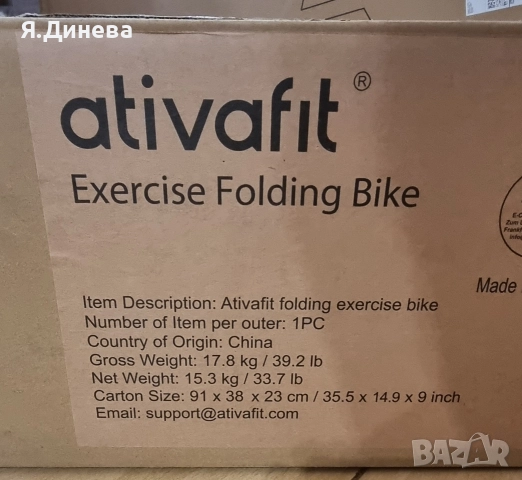 Я.Динева
ativafit®
Exercise Folding Bike
Made
Item Description: Ativafit folding exercise bike
Number of Item per outer: 1PC
Country of Origin: China
Gross Weight: 17.8 kg / 39.2 lb
Net Weight: 15.3 kg / 33.7 lb
Carton Size: 91 x 38 x 23 cm / 35.5 x 14.9 x 9 inch
Email: support@ativafit.com
BAZAR